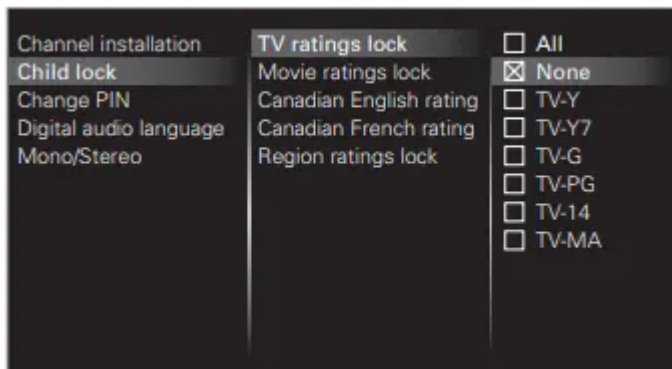 Channel installation
Child lock
Change PIN
Digital audio language
Mono/Stereo
TV ratings lock
Movie ratings lock
Canadian English rating
Canadian French rating
Region ratings lock
All
None
TV-Y
TV-Y7
TV-G
TV-PG
TV-14
TV-MA